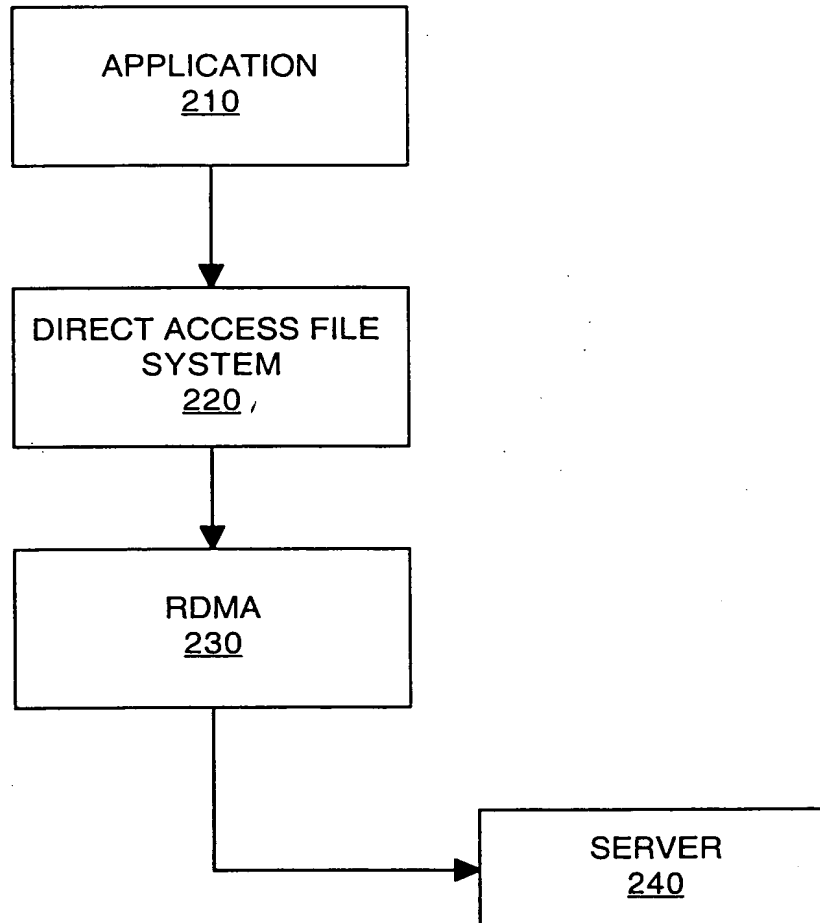 APPLICATION
210
DIRECT ACCESS FILE
SYSTEM
220
RDMA
230
SERVER
240